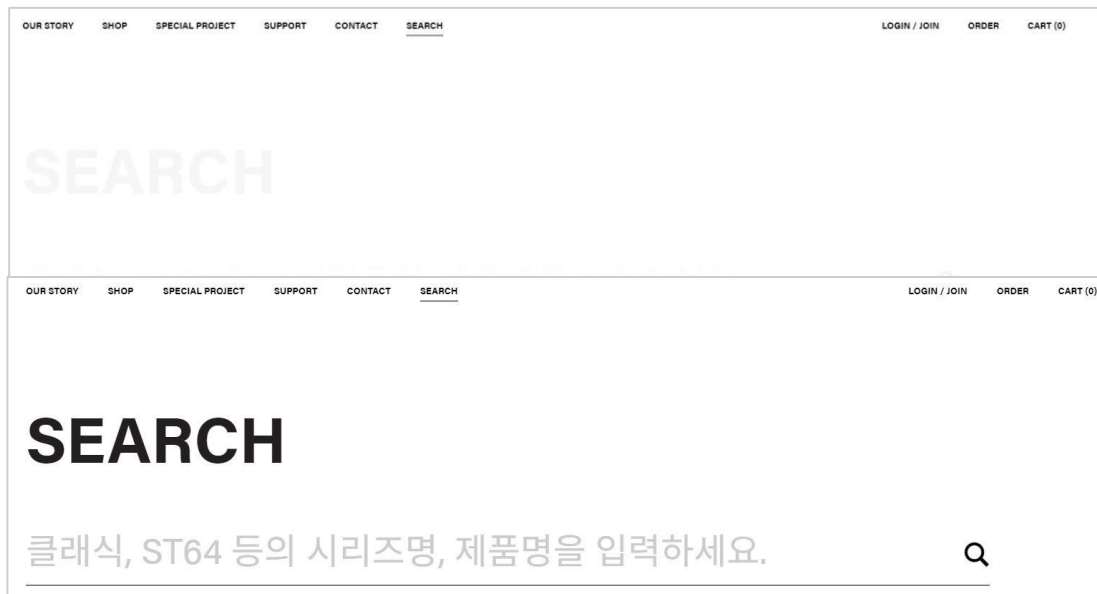 OUR STORY SHOP SPECIAL PROJECT SUPPORT CONTACT SEARCH LOGIN / JOIN ORDER CART (0)
SEARCH
OUR STORY SHOP SPECIAL PROJECT SUPPORT CONTACT SEARCH LOGIN / JOIN ORDER CART (0)
SEARCH
클래식, ST64 등의 시리즈명, 제품명을 입력하세요.